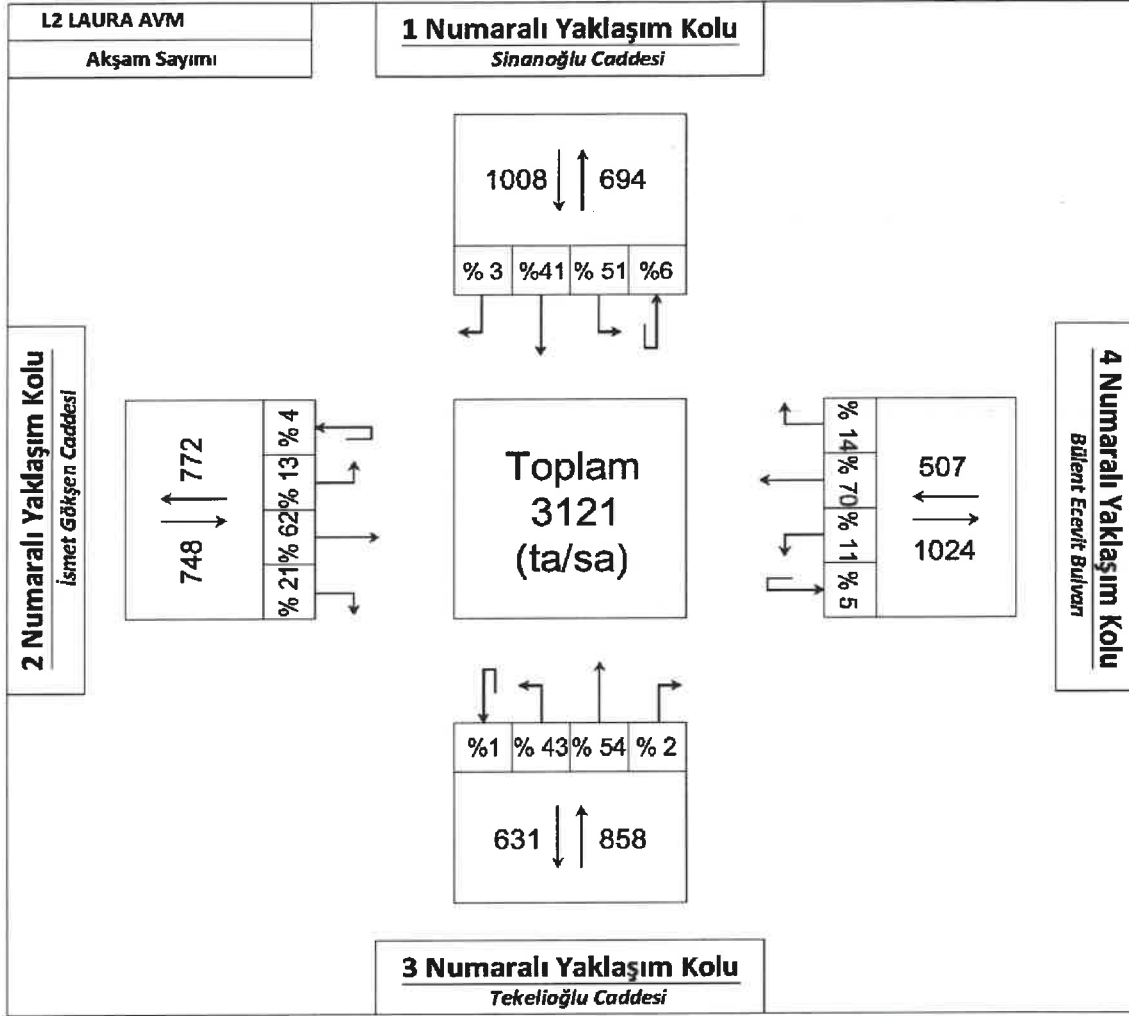 L2 LAURA AVM
Akşam Sayımı
1 Numaralı Yaklaşım Kolu
Sinanoğlu Caddesi
1008 694
% 3 %41 % 51 %6
2 Numaralı Yaklaşım Kolu
İsmet Gökşen Caddesi
772
748
% 4
% 13
% 62
% 21
Toplam
3121
(ta/sa)
% 14
% 70
% 11
% 5
507
1024
4 Numaralı Yaklaşım Kolu
Bülent Ecevit Bulvarı
%1 % 43 % 54 % 2
631 858
3 Numaralı Yaklaşım Kolu
Tekelioğlu Caddesi